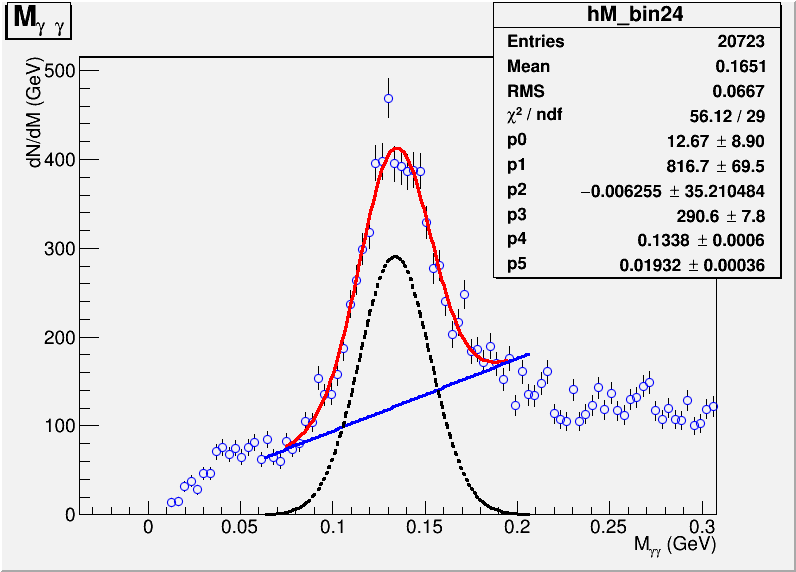 Mγ γ
hM_bin24
Entries 20723
Mean 0.1651
RMS 0.0667
χ² / ndf 56.12 / 29
p0 12.67 ± 8.90
p1 816.7 ± 69.5
p2 −0.006255 ± 35.210484
p3 290.6 ± 7.8
p4 0.1338 ± 0.0006
p5 0.01932 ± 0.00036
dN/dM (GeV)
500
400
300
200
100
0
0 0.05 0.1 0.15 0.2 0.25 0.3
Mγγ (GeV)